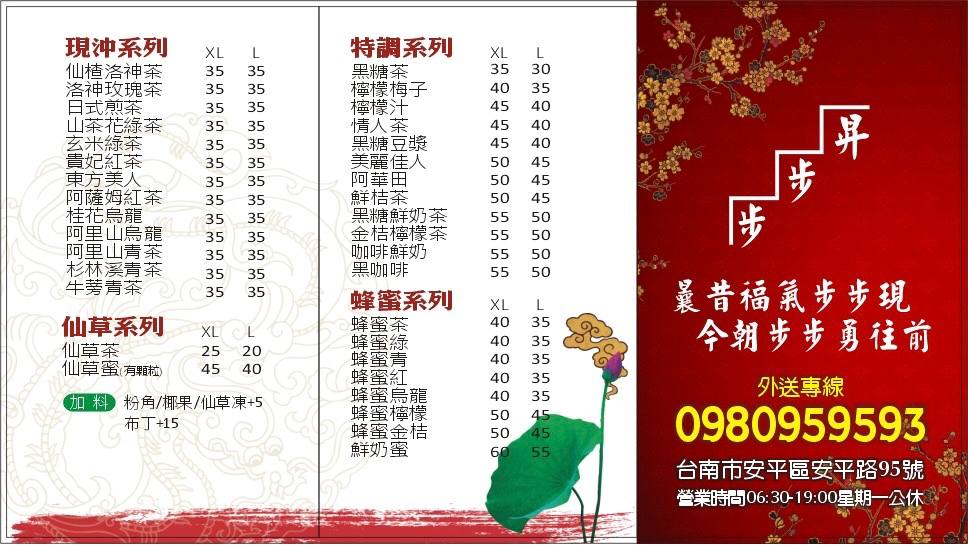 現沖系列 XL L
仙楂洛神茶 35 35
洛神玫瑰茶 35 35
日式煎茶 35 35
山茶花綠茶 35 35
玄米綠茶 35 35
貴妃紅茶 35 35
東方美人 35 35
阿薩姆紅茶 35 35
桂花烏龍 35 35
阿里山烏龍 35 35
阿里山青茶 35 35
杉林溪青茶 35 35
牛蒡青茶 35 35
仙草系列 XL L
仙草茶 25 20
仙草蜜(有顆粒) 45 40
加料 粉角/椰果/仙草凍+5
布丁+15
特調系列 XL L
黑糖茶 35 30
檸檬梅子 40 35
檸檬汁 45 40
情人茶 45 40
黑糖豆漿 45 40
美麗佳人 50 45
阿華田 50 45
鮮桔茶 50 45
黑糖鮮奶茶 55 50
金桔檸檬茶 55 50
咖啡鮮奶 55 50
黑咖啡 55 50
蜂蜜系列 XL L
蜂蜜茶 40 35
蜂蜜綠 40 35
蜂蜜青 40 35
蜂蜜紅 40 35
蜂蜜烏龍 40 35
蜂蜜檸檬 50 45
蜂蜜金桔 50 45
鮮奶蜜 60 55
步步昇
曩昔福氣步步現
今朝步步勇往前
外送專線
0980959593
台南市安平區安平路95號
營業時間06:30-19:00星期一公休